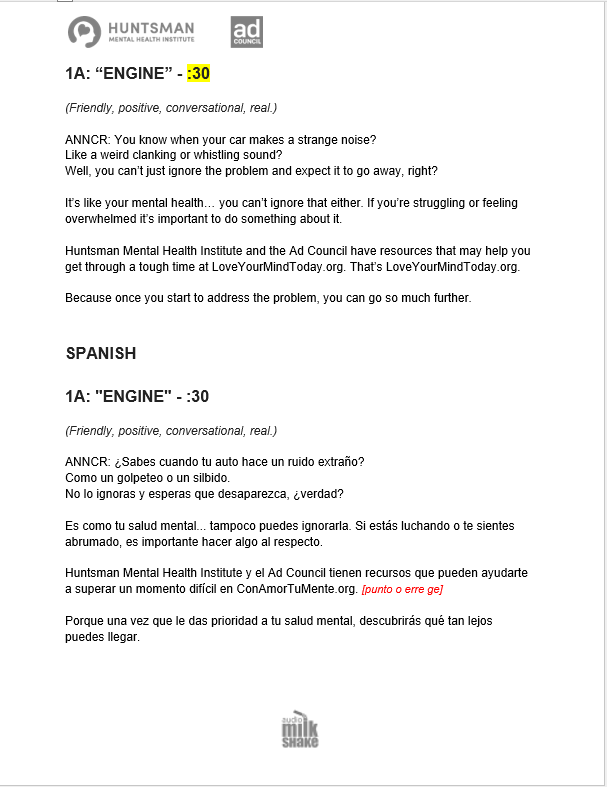 HUNTSMAN
MENTAL HEALTH INSTITUTE
ad
COUNCIL
1A: “ENGINE” - :30
(Friendly, positive, conversational, real.)
ANNCR: You know when your car makes a strange noise?
Like a weird clanking or whistling sound?
Well, you can’t just ignore the problem and expect it to go away, right?
It’s like your mental health… you can’t ignore that either. If you’re struggling or feeling
overwhelmed it’s important to do something about it.
Huntsman Mental Health Institute and the Ad Council have resources that may help you
get through a tough time at LoveYourMindToday.org. That’s LoveYourMindToday.org.
Because once you start to address the problem, you can go so much further.
SPANISH
1A: "ENGINE" - :30
(Friendly, positive, conversational, real.)
ANNCR: ¿Sabes cuando tu auto hace un ruido extraño?
Como un golpeteo o un silbido.
No lo ignoras y esperas que desaparezca, ¿verdad?
Es como tu salud mental... tampoco puedes ignorarla. Si estás luchando o te sientes
abrumado, es importante hacer algo al respecto.
Huntsman Mental Health Institute y el Ad Council tienen recursos que pueden ayudarte
a superar un momento difícil en ConAmorTuMente.org. [punto o erre ge]
Porque una vez que le das prioridad a tu salud mental, descubrirás qué tan lejos
puedes llegar.
audio
milk
SHAKE